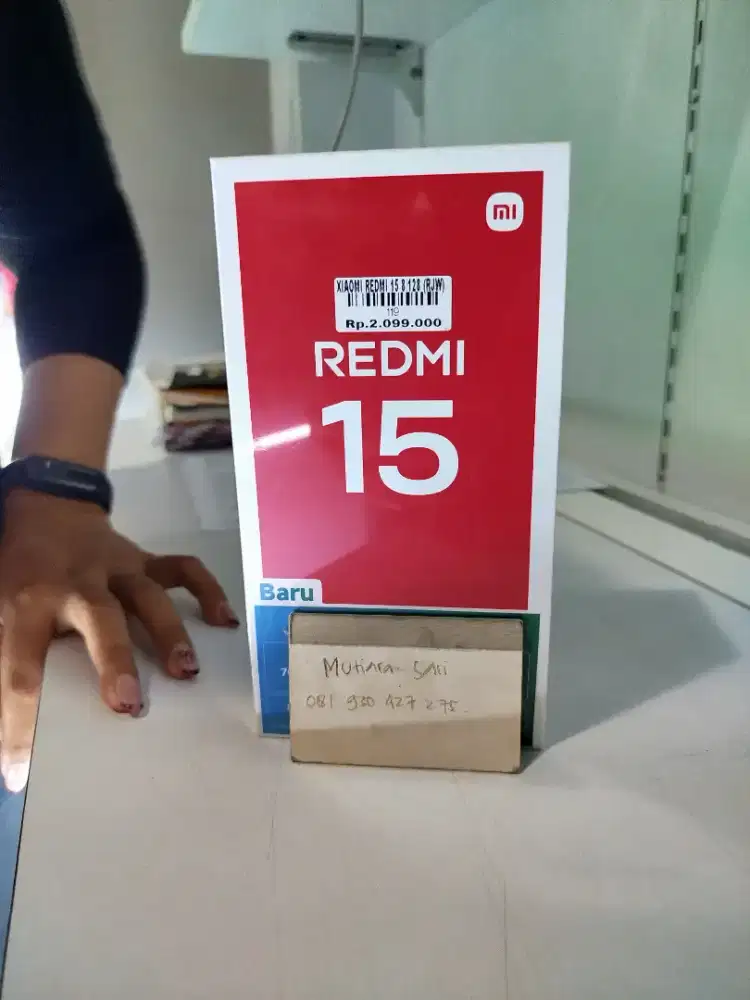 mi
XIAOMI REDMI 15 8 128 (RJW)
119
Rp.2.099.000
REDMI
15
Baru
Mutiara Sari
081 930 427 275